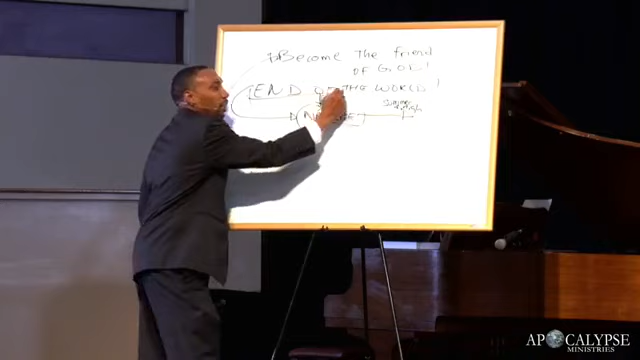 Become The friend
OF GOD!
END OF THE WORLD!
APOCALYPSE
MINISTRIES